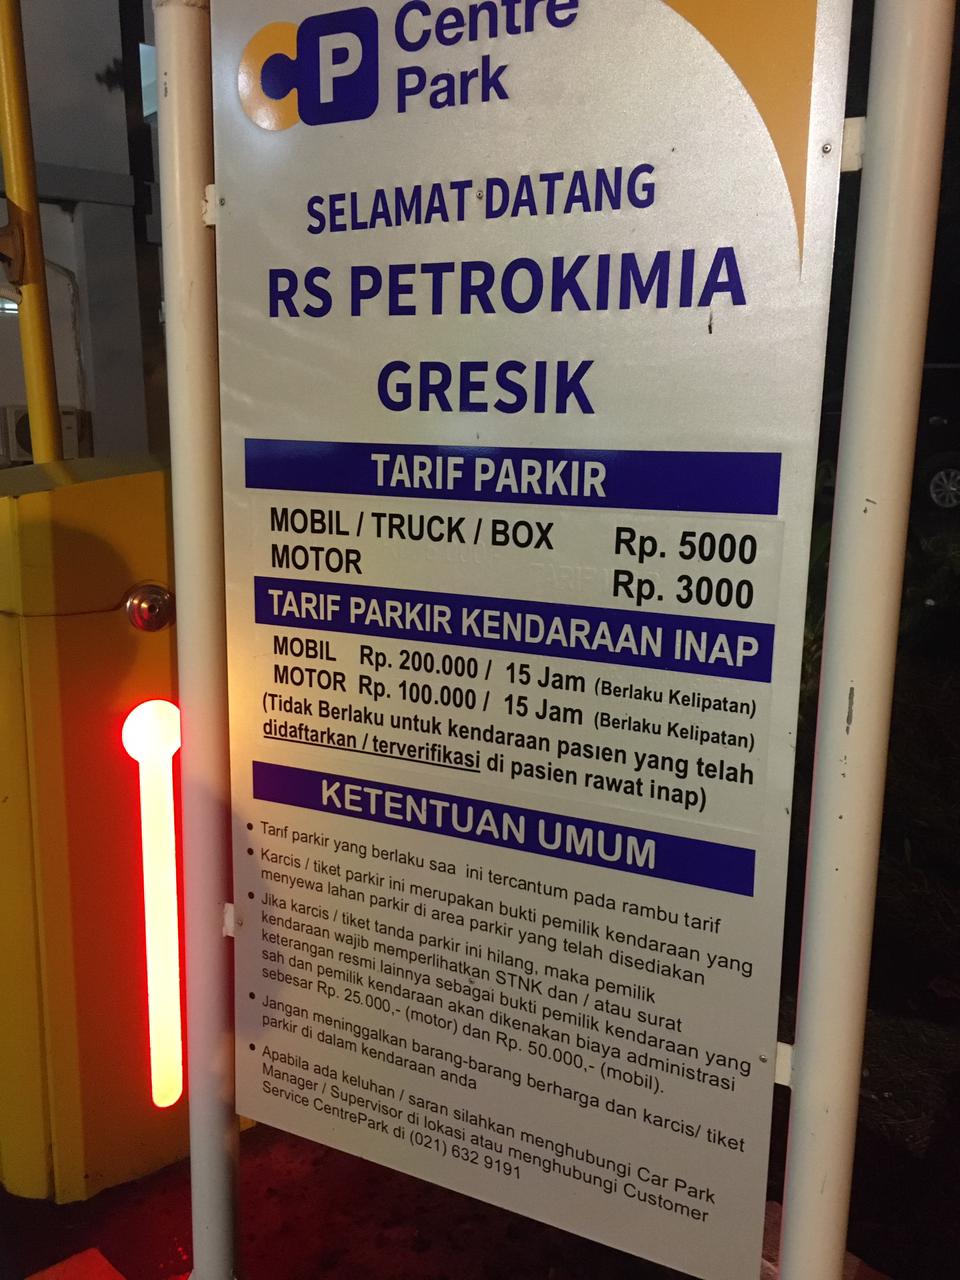 CP Centre
Park
SELAMAT DATANG
RS PETROKIMIA
GRESIK
TARIF PARKIR
MOBIL / TRUCK / BOX Rp. 5000
MOTOR Rp. 3000
TARIF PARKIR KENDARAAN INAP
MOBIL Rp. 200.000 / 15 Jam (Berlaku Kelipatan)
MOTOR Rp. 100.000 / 15 Jam (Berlaku Kelipatan)
(Tidak Berlaku untuk kendaraan pasien yang telah
didaftarkan / terverifikasi di pasien rawat inap)
KETENTUAN UMUM
• Tarif parkir yang berlaku saa ini tercantum pada rambu tarif
• Karcis / tiket parkir ini merupakan bukti pemilik kendaraan yang
menyewa lahan parkir di area parkir yang telah disediakan
• Jika karcis / tiket tanda parkir ini hilang, maka pemilik
kendaraan wajib memperlihatkan STNK dan / atau surat
keterangan resmi lainnya sebagai bukti pemilik kendaraan yang
sah dan pemilik kendaraan akan dikenakan biaya administrasi
sebesar Rp. 25.000,- (motor) dan Rp. 50.000,- (mobil).
• Jangan meninggalkan barang-barang berharga dan karcis/ tiket
parkir di dalam kendaraan anda
• Apabila ada keluhan / saran silahkan menghubungi Car Park
Manager / Supervisor di lokasi atau menghubungi Customer
Service CentrePark di (021) 632 9191